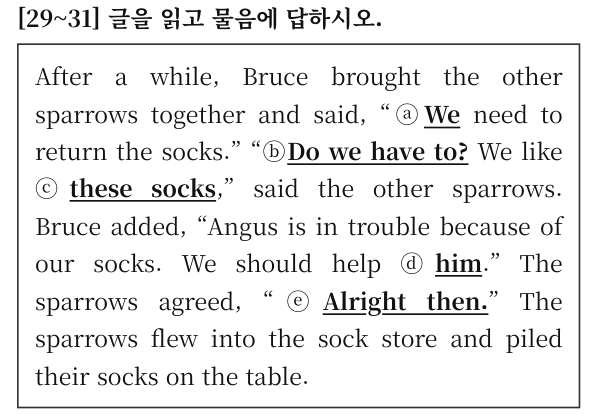 [29~31] 글을 읽고 물음에 답하시오.
After a while, Bruce brought the other
sparrows together and said, “ⓐWe need to
return the socks.” “ⓑDo we have to? We like
ⓒ these socks,” said the other sparrows.
Bruce added, “Angus is in trouble because of
our socks. We should help ⓓ him.” The
sparrows agreed, “ ⓔ Alright then.” The
sparrows flew into the sock store and piled
their socks on the table.